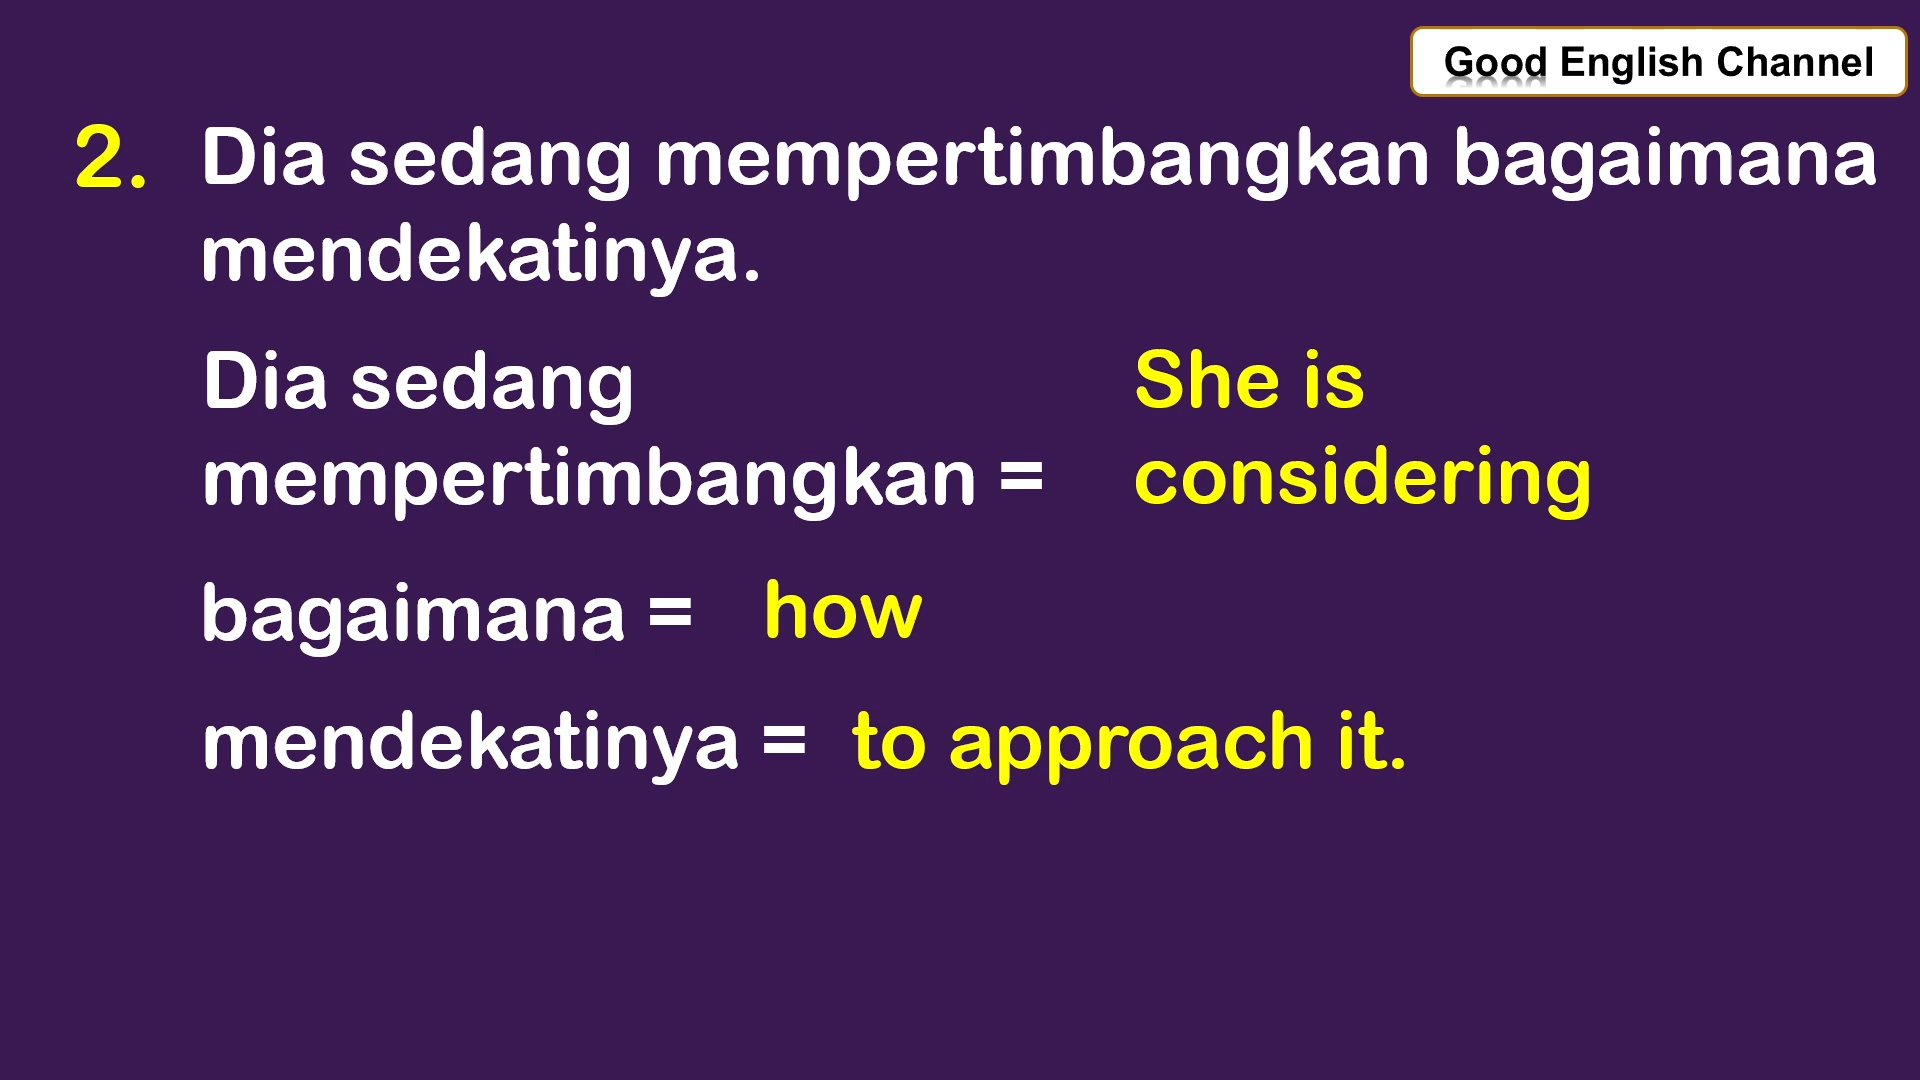 Good English Channel
2. Dia sedang mempertimbangkan bagaimana
mendekatinya.
Dia sedang
mempertimbangkan =
She is
considering
bagaimana = how
mendekatinya = to approach it.